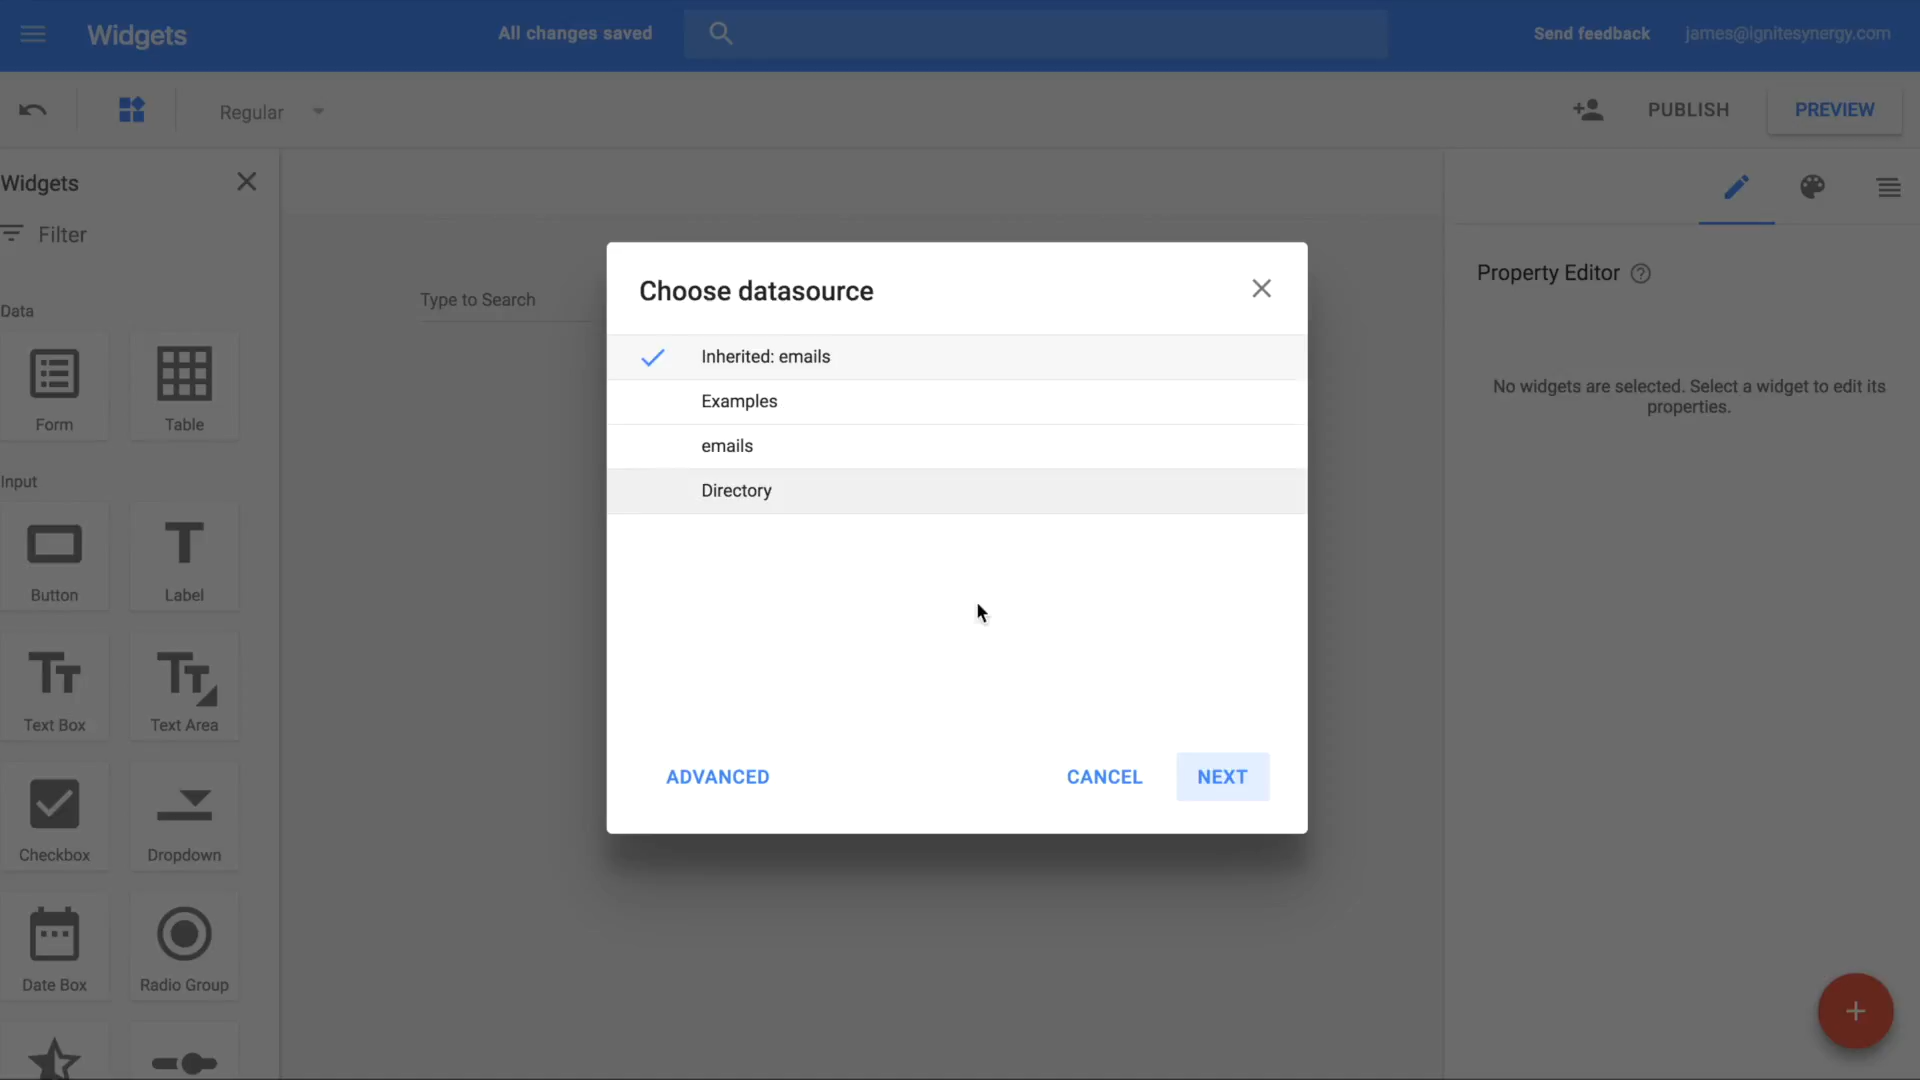 Widgets
All changes saved
Send feedback
james@ignitesynergy.com
Regular
PUBLISH
PREVIEW
Widgets
Filter
Data
Form
Table
Input
Button
Label
Text Box
Text Area
Checkbox
Dropdown
Date Box
Radio Group
Type to Search
Choose datasource
Inherited: emails
Examples
emails
Directory
ADVANCED
CANCEL
NEXT
Property Editor
No widgets are selected. Select a widget to edit its
properties.